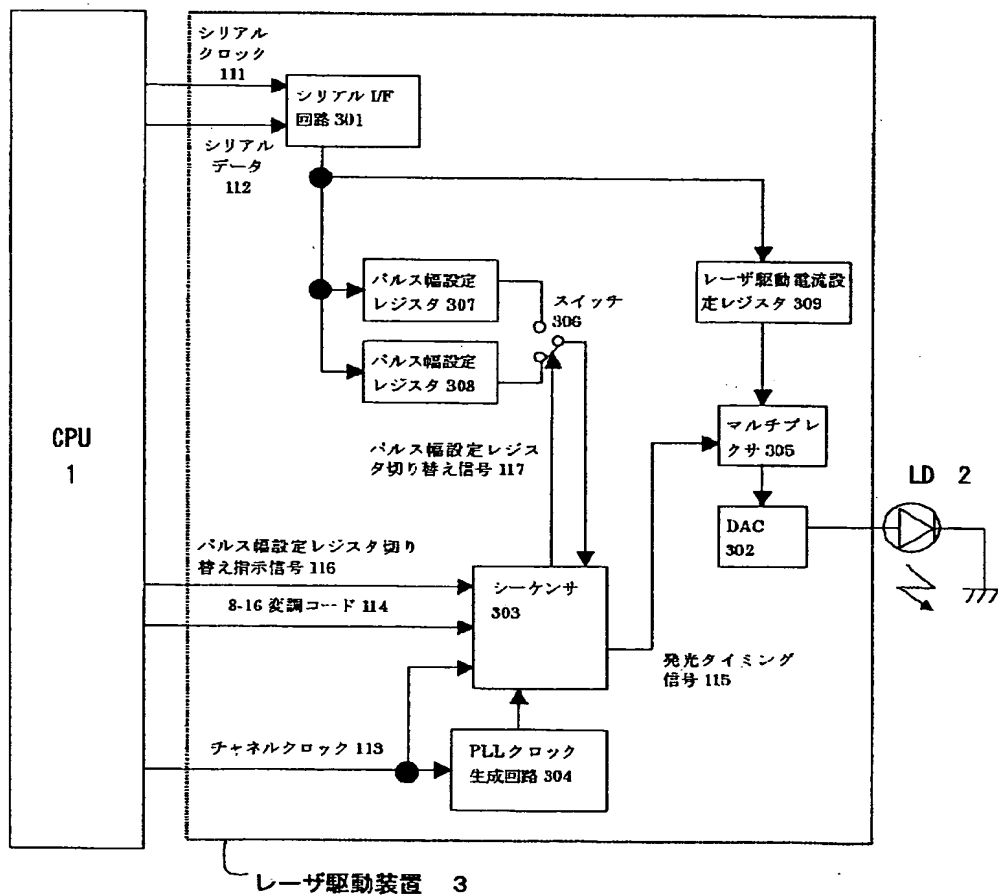 シリアル
クロック
111
シリアル I/F
回路 301
シリアル
データ
112
パルス幅設定
レジスタ 307
スイッチ
306
レーザ駆動電流設
定レジスタ 309
パルス幅設定
レジスタ 308
CPU
1
パルス幅設定レジス
タ切り替え信号 117
マルチプレ
クサ 305
LD 2
DAC
302
パルス幅設定レジスタ切り
替え指示信号 116
シーケンサ
303
8-16 変調コード 114
発光タイミング
信号 115
チャネルクロック 113
PLLクロック
生成回路 304
レーザ駆動装置 3